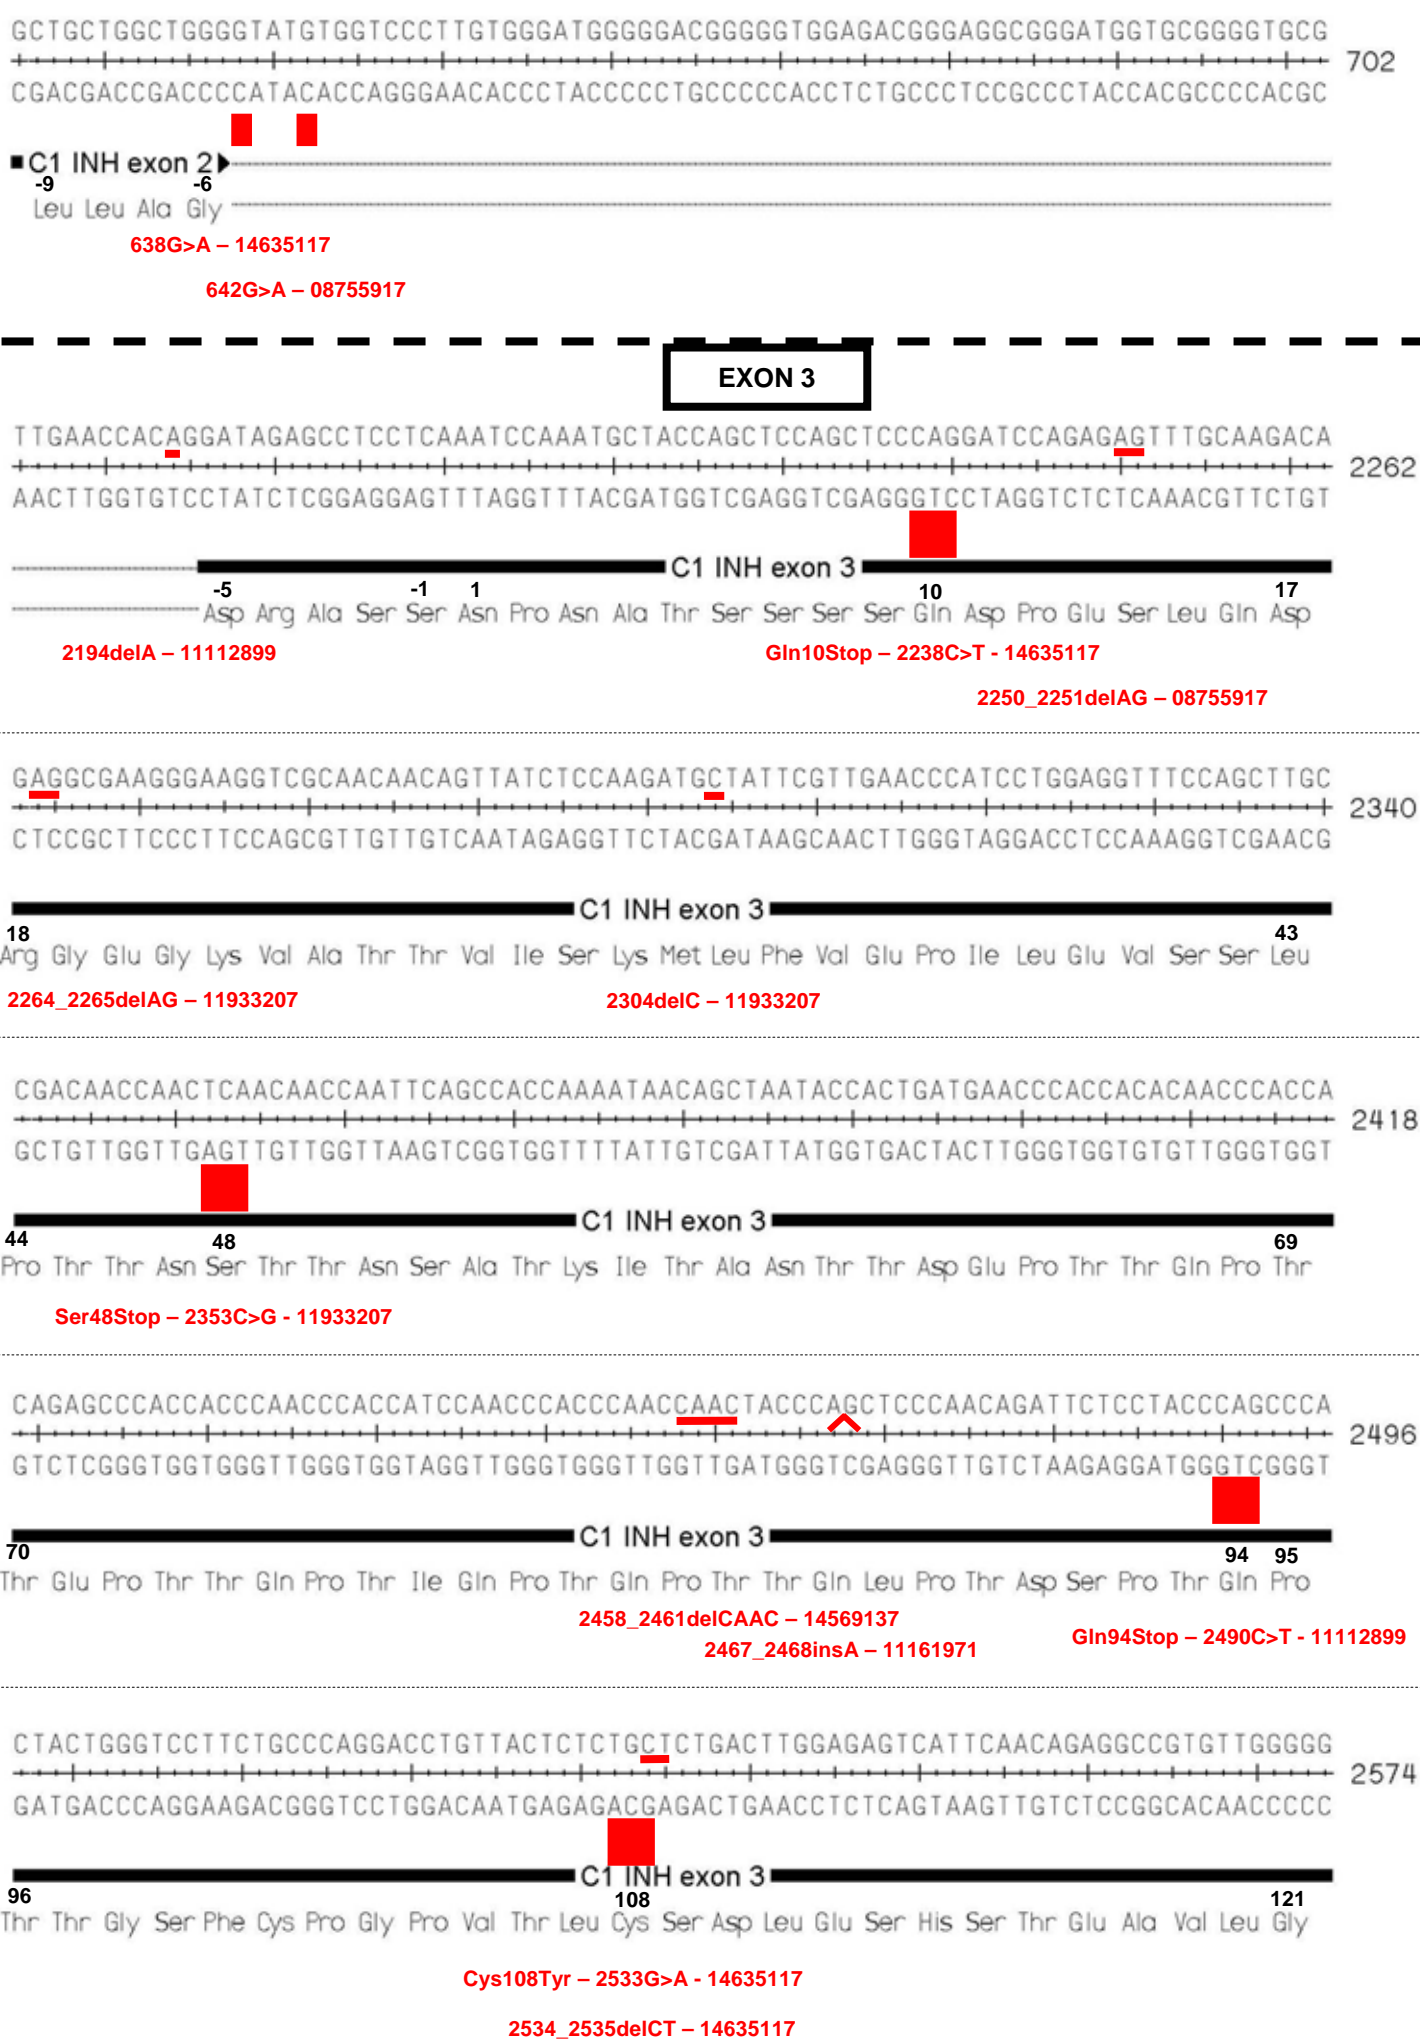 GCTGCTGGCTGGGGTATGTGGTCCCTTGTGGGATGGGGGACGGGGGTGGAGACGGGAGGCGGGATGGTGCGGGGTGCG
702
CGACGACCGACCCCATACACCAGGGAACACCCTACCCCCTGCCCCCACCTCTGCCCTCCGCCCTACCACGCCCCACGC
C1 INH exon 2
-9 -6
Leu Leu Ala Gly
638G>A – 14635117
642G>A – 08755917
EXON 3
TTGAACCACAGGATAGAGCCTCCTCAAATCCAAATGCTACCAGCTCCAGCTCCCAGGATCCAGAGAGTTTGCAAGACA
2262
AACTTGGTGTCCTATCTCGGAGGAGTTTAGGTTTACGATGGTCGAGGTCGAGGGTCCTAGGTCTCTCAAACGTTCTGT
C1 INH exon 3
-5 -1 1 10 17
Asp Arg Ala Ser Ser Asn Pro Asn Ala Thr Ser Ser Ser Ser Gln Asp Pro Glu Ser Leu Gln Asp
2194delA – 11112899
Gln10Stop – 2238C>T - 14635117
2250_2251delAG – 08755917
GAGGCGAAGGGAAGGTCGCAACAACAGTTATCTCCAAGATGCTATTCGTTGAACCCATCCTGGAGGTTTCCAGCTTGC
2340
CTCCGCTTCCCTTCCAGCGTTGTTGTCAATAGAGGTTCTACGATAAGCAACTTGGGTAGGACCTCCAAAGGTCGAACG
C1 INH exon 3
18 43
Arg Gly Glu Gly Lys Val Ala Thr Thr Val Ile Ser Lys Met Leu Phe Val Glu Pro Ile Leu Glu Val Ser Ser Leu
2264_2265delAG – 11933207
2304delC – 11933207
CGACAACCAACTCAACAACCAATTCAGCCACCAAAATAACAGCTAATACCACTGATGAACCCACCACACAACCCACCA
2418
GCTGTTGGTTGAGTTGTTGGTTAAGTCGGTGGTTTTATTGTCGATTATGGTGACTACTTGGGTGGTGTGTTGGGTGGT
C1 INH exon 3
44 48 69
Pro Thr Thr Asn Ser Thr Thr Asn Ser Ala Thr Lys Ile Thr Ala Asn Thr Thr Asp Glu Pro Thr Thr Gln Pro Thr
Ser48Stop – 2353C>G - 11933207
CAGAGCCCACCACCCAACCCACCATCCAACCCACCCAACCAACTACCCAGCTCCCAACAGATTCTCCTACCCAGCCCA
2496
GTCTCGGGTGGTGGGTTGGGTGGTAGGTTGGGTGGGTTGGTTGATGGGTCGAGGGTTGTCTAAGAGGATGGGTCGGGT
C1 INH exon 3
70 94 95
Thr Glu Pro Thr Thr Gln Pro Thr Ile Gln Pro Thr Gln Pro Thr Thr Gln Leu Pro Thr Asp Ser Pro Thr Gln Pro
2458_2461delCAAC – 14569137
2467_2468insA – 11161971
Gln94Stop – 2490C>T - 11112899
CTACTGGGTCCTTCTGCCCAGGACCTGTTACTCTCTGCTCTGACTTGGAGAGTCATTCAACAGAGGCCGTGTTGGGGG
2574
GATGACCCAGGAAGACGGGTCCTGGACAATGAGAGACGAGACTGAACCTCTCAGTAAGTTGTCTCCGGCACAACCCCC
C1 INH exon 3
96 108 121
Thr Thr Gly Ser Phe Cys Pro Gly Pro Val Thr Leu Cys Ser Asp Leu Glu Ser His Ser Thr Glu Ala Val Leu Gly
Cys108Tyr – 2533G>A - 14635117
2534_2535delCT – 14635117